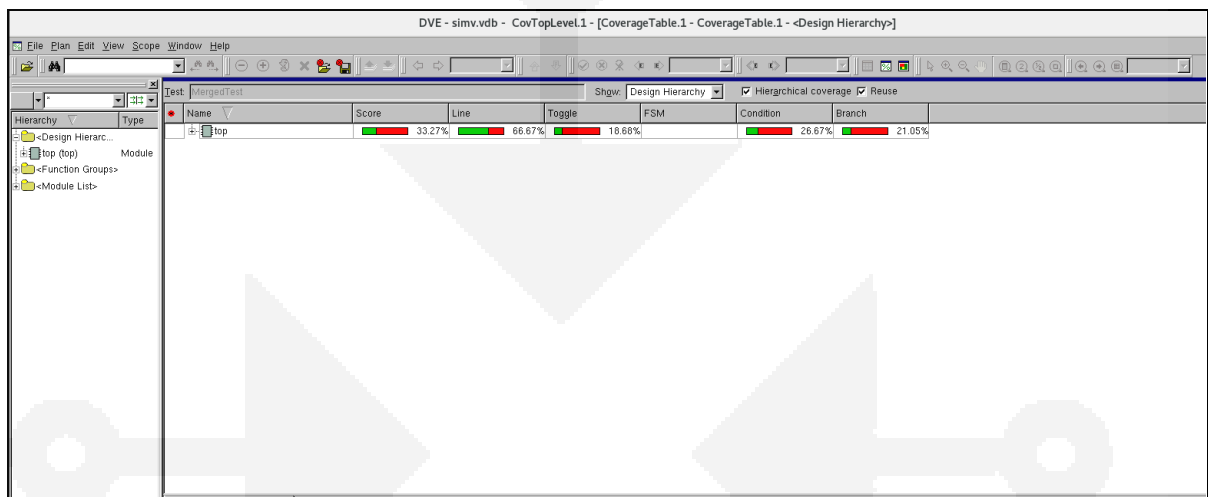 DVE - simv.vdb - CovTopLevel.1 - [CoverageTable.1 - CoverageTable.1 - <Design Hierarchy>]
File Plan Edit View Scope Window Help
Test: MergedTest Show: Design Hierarchy Hierarchical coverage Reuse
Hierarchy Type
Name Score Line Toggle FSM Condition Branch
top 33.27% 66.67% 18.68% 26.67% 21.05%
<Design Hierarc...
top (top) Module
<Function Groups>
<Module List>